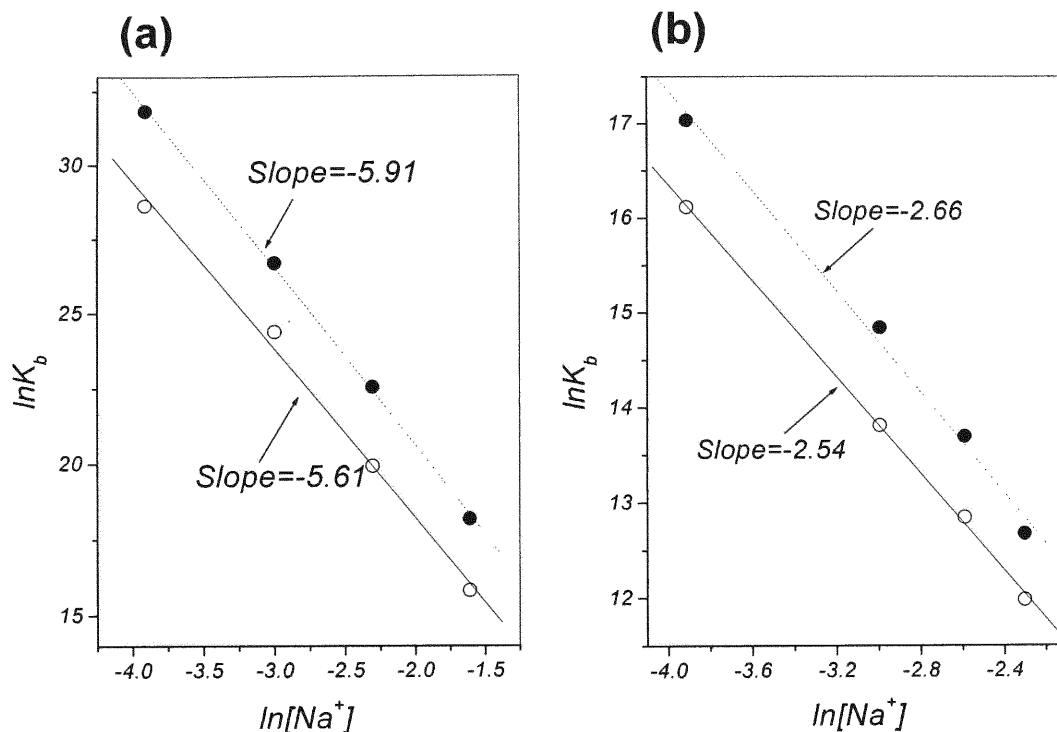 (a)
(b)
lnK_b
30
25
20
15
Slope=-5.91
Slope=-5.61
-4.0 -3.5 -3.0 -2.5 -2.0 -1.5
ln[Na⁺]
lnK_b
17
16
15
14
13
12
Slope=-2.66
Slope=-2.54
-4.0 -3.6 -3.2 -2.8 -2.4
ln[Na⁺]